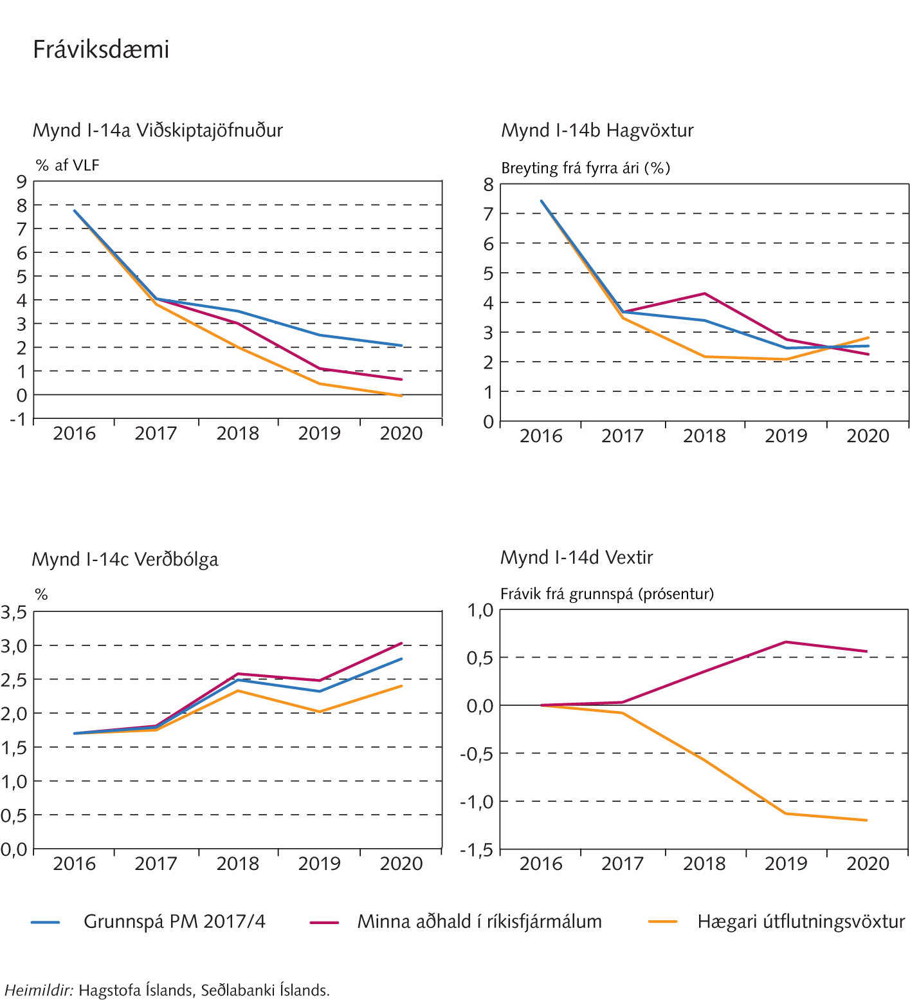 Fráviksdæmi
Mynd I-14a Viðskiptajöfnuður
% af VLF
9
8
7
6
5
4
3
2
1
0
-1
2016 2017 2018 2019 2020
Mynd I-14b Hagvöxtur
Breyting frá fyrra ári (%)
8
7
6
5
4
3
2
1
0
2016 2017 2018 2019 2020
Mynd I-14c Verðbólga
%
3,5
3,0
2,5
2,0
1,5
1,0
0,5
0,0
2016 2017 2018 2019 2020
Mynd I-14d Vextir
Frávik frá grunnspá (prósentur)
1,0
0,5
0,0
-0,5
-1,0
-1,5
2016 2017 2018 2019 2020
Grunnspá PM 2017/4 Minna aðhald í ríkisfjármálum Hægari útflutningsvöxtur
Heimildir: Hagstofa Íslands, Seðlabanki Íslands.